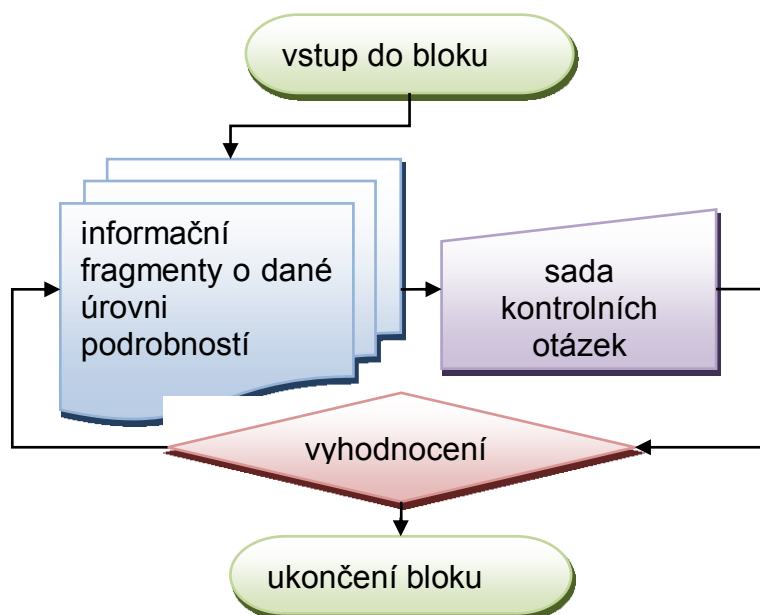 vstup do bloku
informační
fragmenty o dané
úrovni
podrobností
sada
kontrolních
otázek
vyhodnocení
ukončení bloku